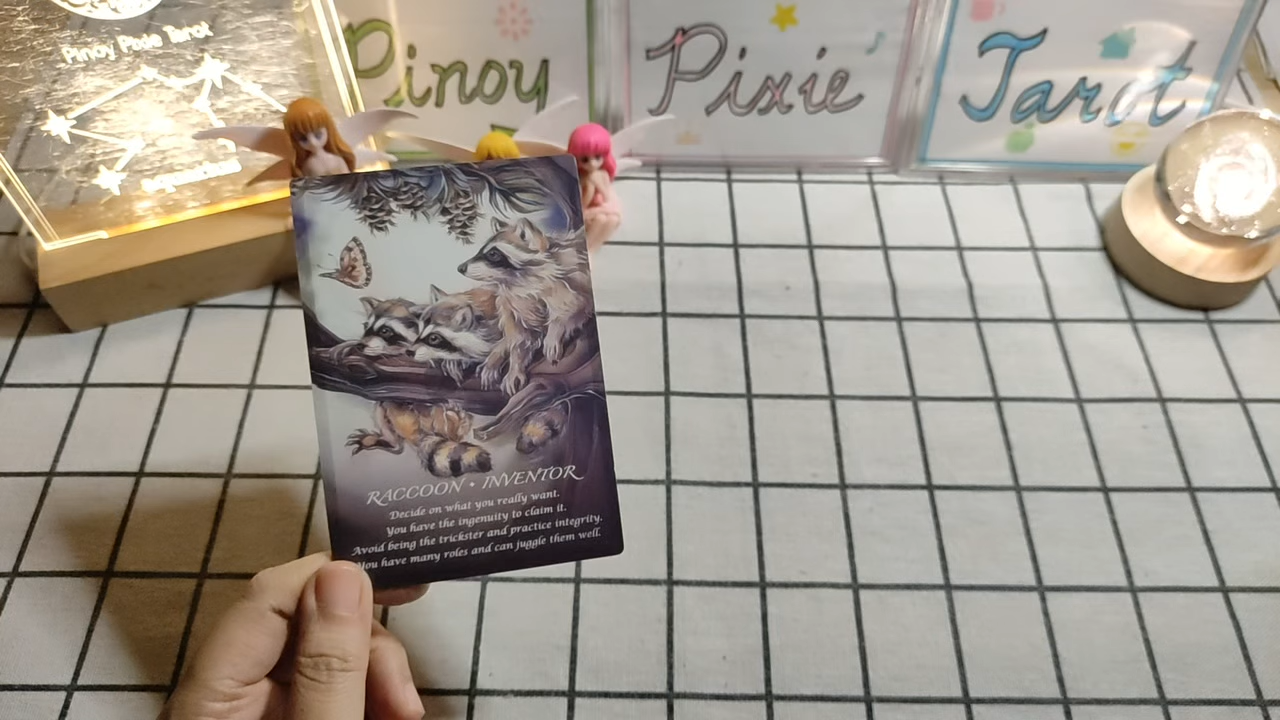 Pinoy Pixie Tarot
Aquarius
Pinoy
Pixie
Tarot
RACCOON • INVENTOR
Decide on what you really want.
You have the ingenuity to claim it.
Avoid being the trickster and practice integrity.
You have many roles and can juggle them well.